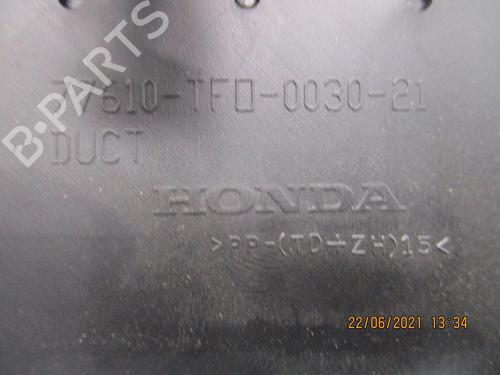 77610-TF0-0030-21
DUCT
HONDA
>PP-(TD+ZH)15<
B-PARTS
22/06/2021 13:34